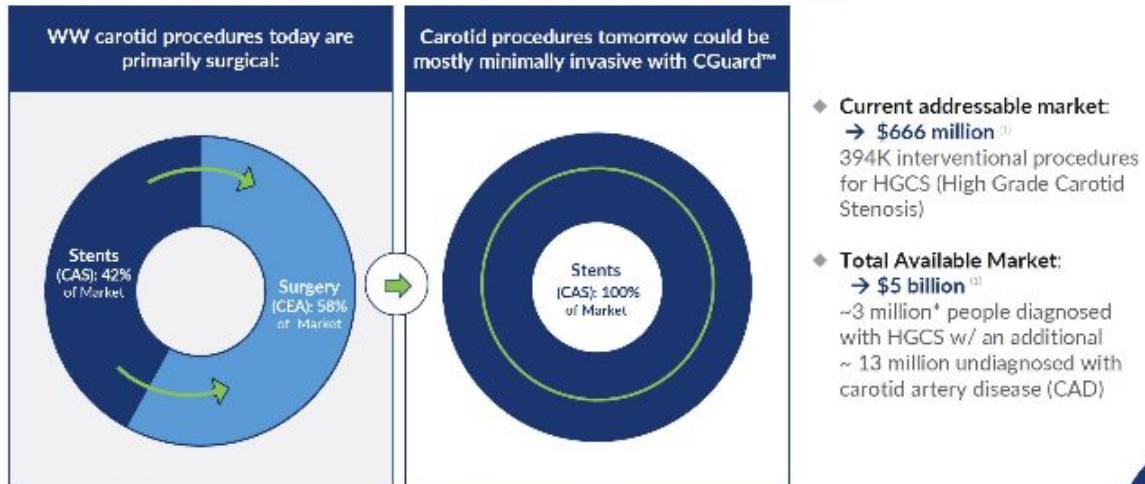 WW carotid procedures today are
primarily surgical:
Stents
(CAS): 42%
of Market
Surgery
(CEA): 58%
of Market
Carotid procedures tomorrow could be
mostly minimally invasive with CGuard™
Stents
(CAS): 100%
of Market
◆ Current addressable market:
→ $666 million (1)
394K interventional procedures
for HGCS (High Grade Carotid
Stenosis)
◆ Total Available Market:
→ $5 billion (1)
~3 million* people diagnosed
with HGCS w/ an additional
~ 13 million undiagnosed with
carotid artery disease (CAD)